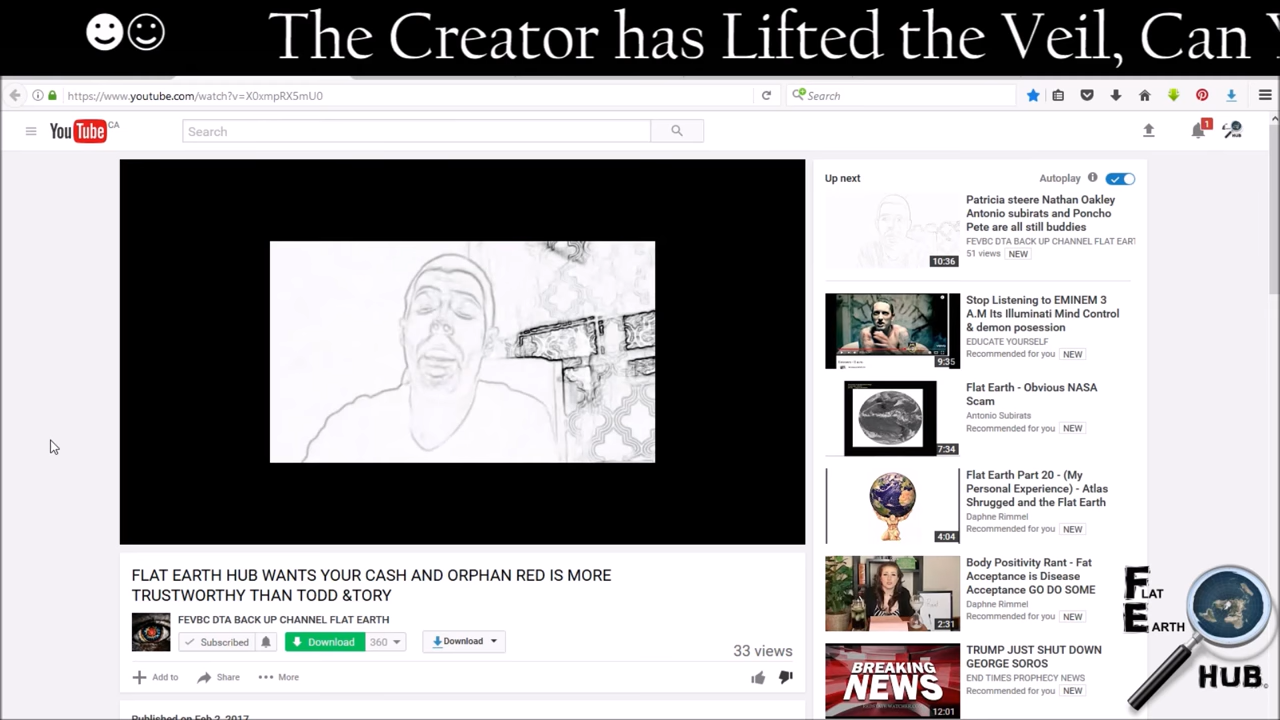 The Creator has Lifted the Veil, Can Y
https://www.youtube.com/watch?v=X0xmpRX5mU0
Search
YouTube CA
Search
1
Up next
Autoplay
Patricia steere Nathan Oakley
Antonio subirats and Poncho
Pete are all still buddies
FEVBC DTA BACK UP CHANNEL FLAT EART
51 views NEW
10:36
Stop Listening to EMINEM 3
A.M Its Illuminati Mind Control
& demon posession
EDUCATE YOURSELF
Recommended for you NEW
9:35
Flat Earth - Obvious NASA
Scam
Antonio Subirats
Recommended for you NEW
7:34
Flat Earth Part 20 - (My
Personal Experience) - Atlas
Shrugged and the Flat Earth
Daphne Rimmel
Recommended for you NEW
4:04
Body Positivity Rant - Fat
Acceptance is Disease
Acceptance GO DO SOME
Daphne Rimmel
Recommended for you NEW
2:31
TRUMP JUST SHUT DOWN
GEORGE SOROS
END TIMES PROPHECY NEWS
Recommended for you NEW
BREAKING
NEWS
12:01
FLAT EARTH HUB WANTS YOUR CASH AND ORPHAN RED IS MORE
TRUSTWORTHY THAN TODD &TORY
FEVBC DTA BACK UP CHANNEL FLAT EARTH
Subscribed
Download 360
Download
33 views
Add to
Share
More
Published on Feb 2, 2017
FLAT
EARTH
HUB